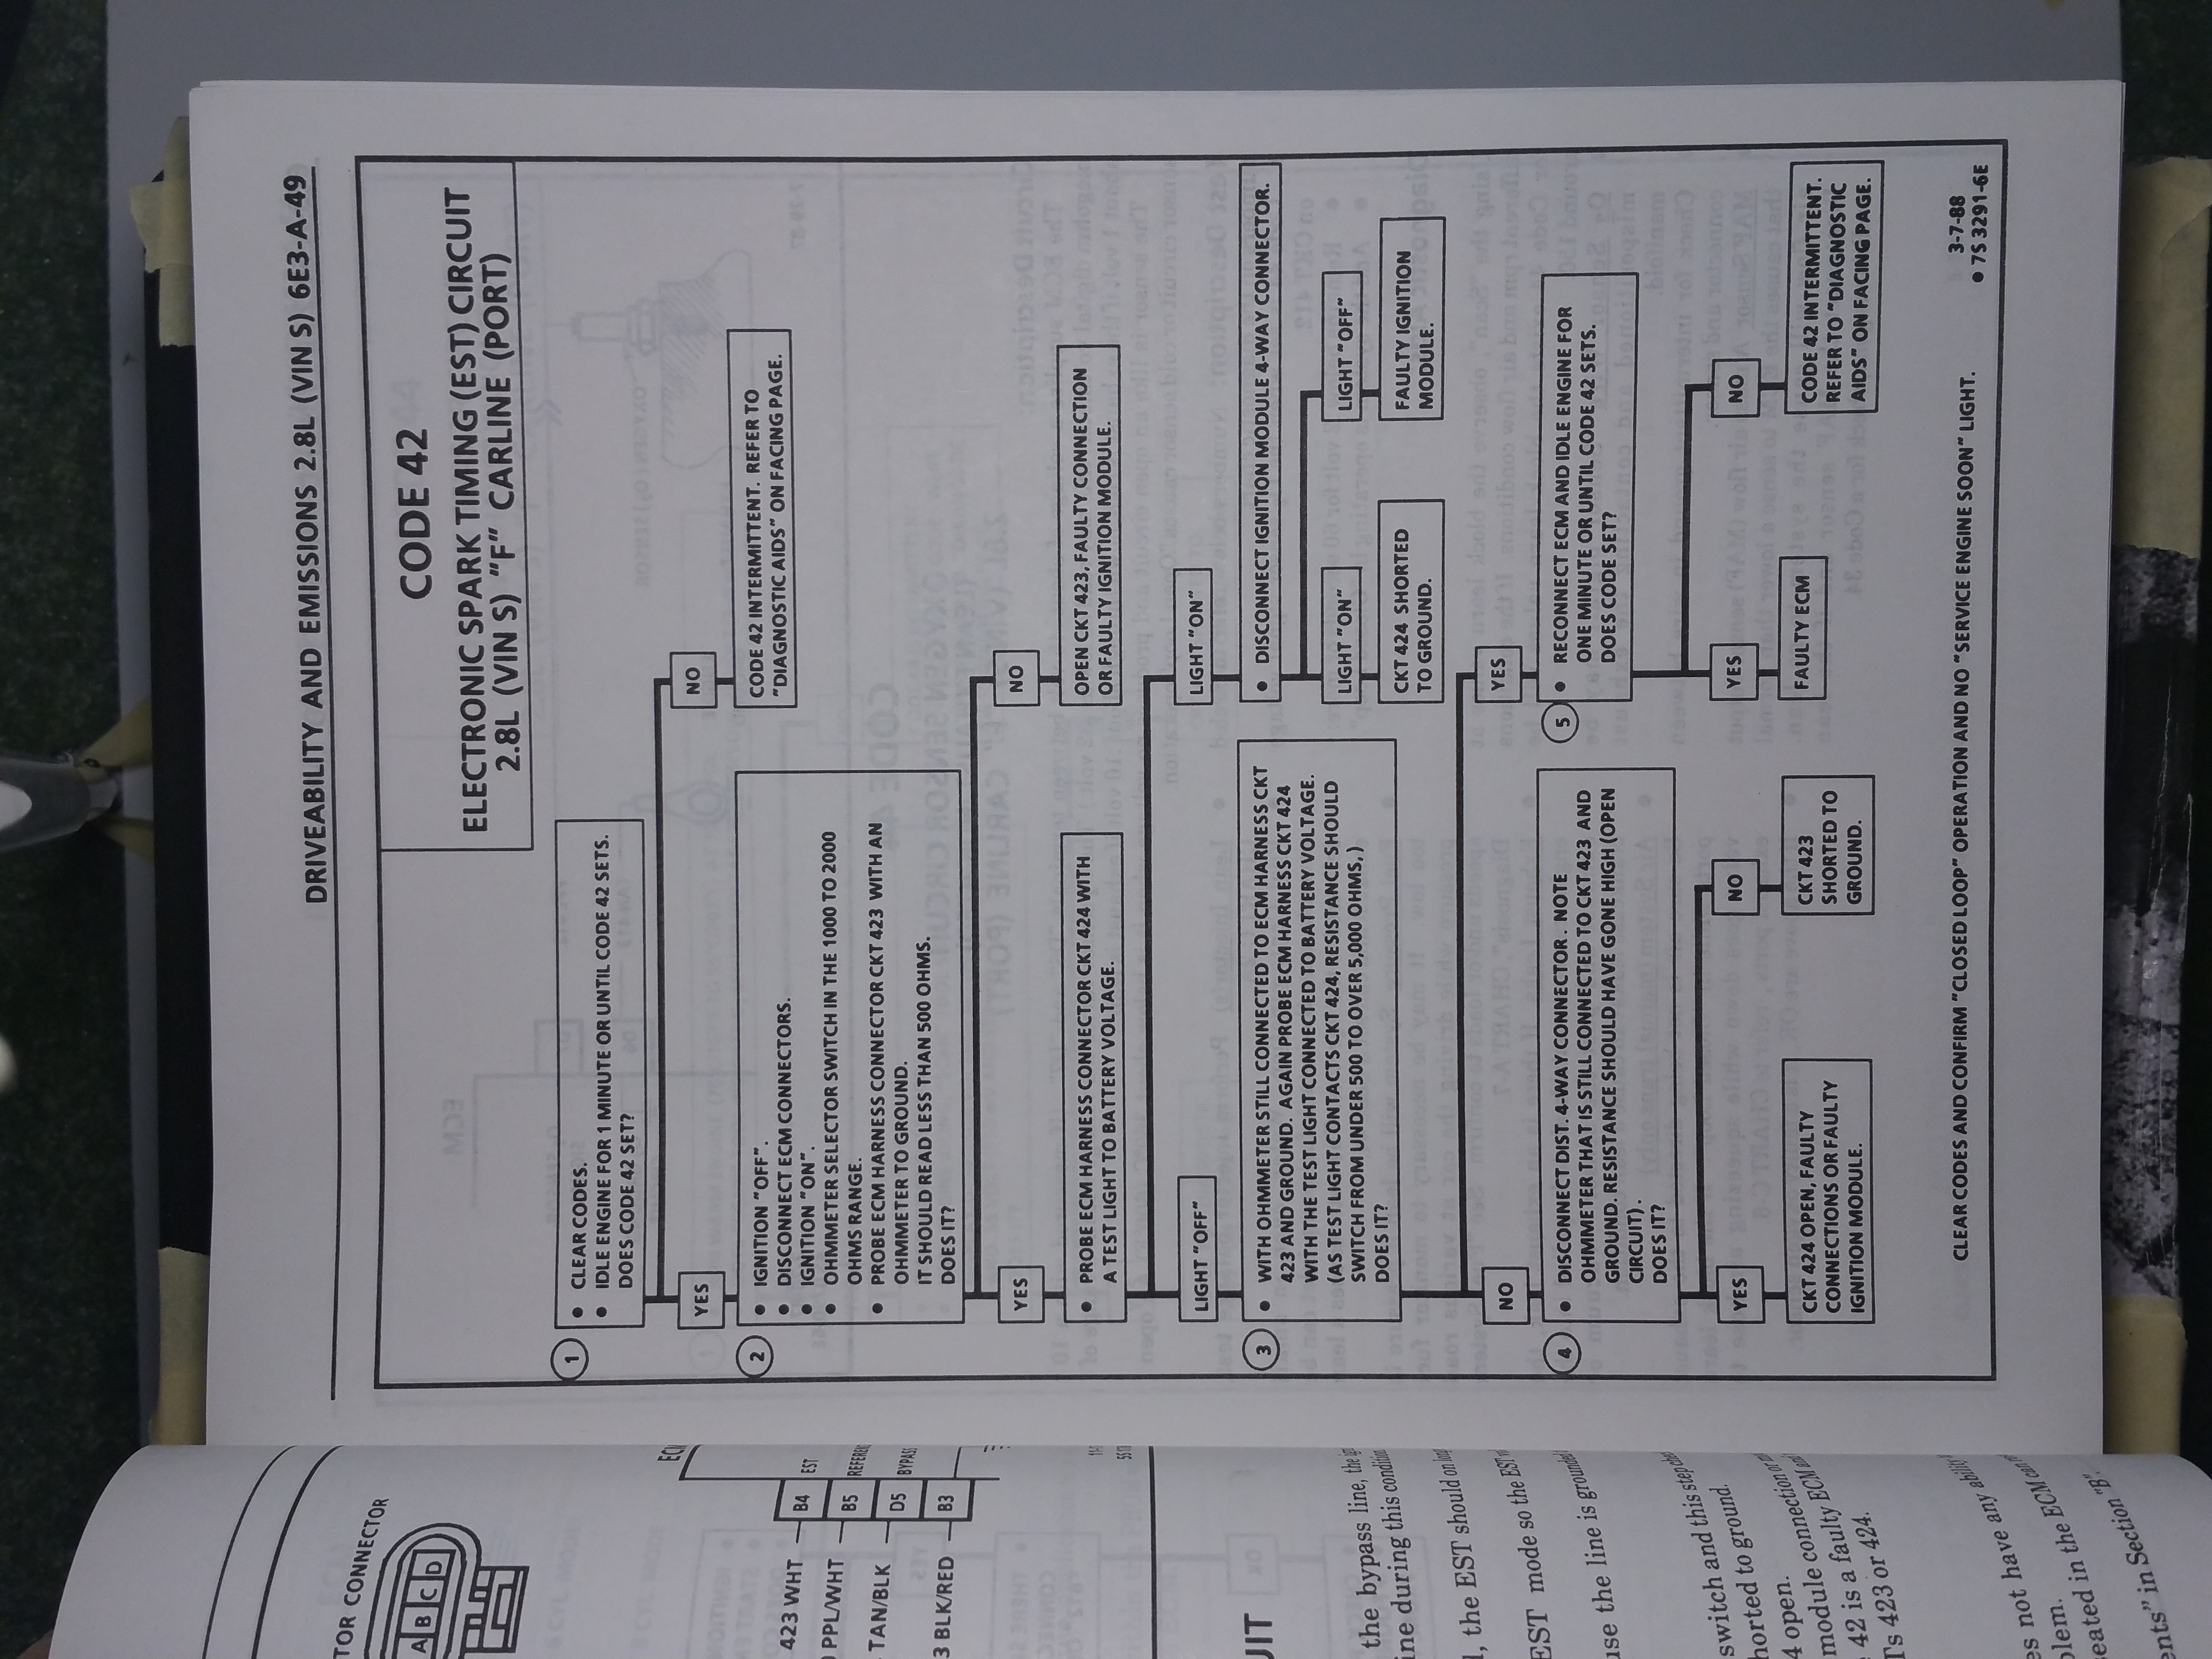 DRIVEABILITY AND EMISSIONS 2.8L (VIN S) 6E3-A-49
CODE 42
ELECTRONIC SPARK TIMING (EST) CIRCUIT
2.8L (VIN S) "F" CARLINE (PORT)
1
● CLEAR CODES.
● IDLE ENGINE FOR 1 MINUTE OR UNTIL CODE 42 SETS.
DOES CODE 42 SET?
YES
NO
CODE 42 INTERMITTENT. REFER TO
"DIAGNOSTIC AIDS" ON FACING PAGE.
2
● IGNITION "OFF".
● DISCONNECT ECM CONNECTORS.
● IGNITION "ON".
● OHMMETER SELECTOR SWITCH IN THE 1000 TO 2000
OHMS RANGE.
● PROBE ECM HARNESS CONNECTOR CKT 423 WITH AN
OHMMETER TO GROUND.
IT SHOULD READ LESS THAN 500 OHMS.
DOES IT?
YES
NO
OPEN CKT 423, FAULTY CONNECTION
OR FAULTY IGNITION MODULE.
● PROBE ECM HARNESS CONNECTOR CKT 424 WITH
A TEST LIGHT TO BATTERY VOLTAGE.
LIGHT "OFF"
LIGHT "ON"
● DISCONNECT IGNITION MODULE 4-WAY CONNECTOR.
LIGHT "ON"
LIGHT "OFF"
CKT 424 SHORTED
TO GROUND.
FAULTY IGNITION
MODULE.
3
● WITH OHMMETER STILL CONNECTED TO ECM HARNESS CKT
423 AND GROUND. AGAIN PROBE ECM HARNESS CKT 424
WITH THE TEST LIGHT CONNECTED TO BATTERY VOLTAGE.
(AS TEST LIGHT CONTACTS CKT 424, RESISTANCE SHOULD
SWITCH FROM UNDER 500 TO OVER 5,000 OHMS,)
DOES IT?
NO
YES
4
● DISCONNECT DIST. 4-WAY CONNECTOR. NOTE
OHMMETER THAT IS STILL CONNECTED TO CKT 423 AND
GROUND. RESISTANCE SHOULD HAVE GONE HIGH (OPEN
CIRCUIT).
DOES IT?
5
● RECONNECT ECM AND IDLE ENGINE FOR
ONE MINUTE OR UNTIL CODE 42 SETS.
DOES CODE SET?
YES
NO
YES
NO
CKT 424 OPEN, FAULTY
CONNECTIONS OR FAULTY
IGNITION MODULE.
CKT 423
SHORTED TO
GROUND.
FAULTY ECM
CODE 42 INTERMITTENT.
REFER TO "DIAGNOSTIC
AIDS" ON FACING PAGE.
CLEAR CODES AND CONFIRM "CLOSED LOOP" OPERATION AND NO "SERVICE ENGINE SOON" LIGHT.
3-7-88
● 7S 3291-6E
TOR CONNECTOR
A B C D
423 WHT
PPL/WHT
TAN/BLK
3 BLK/RED
B4
B5
D5
B3
EST
BYPASS
UIT
the bypass line, the
ine during this condition
, the EST should on
EST mode so the EST
use the line is grounded
switch and this step
horted to ground.
4 open.
module connection or
42 is a faulty ECM and
T's 423 or 424.
es not have any ability
blem. in the ECM can
seated in the
ents" in Section "B".